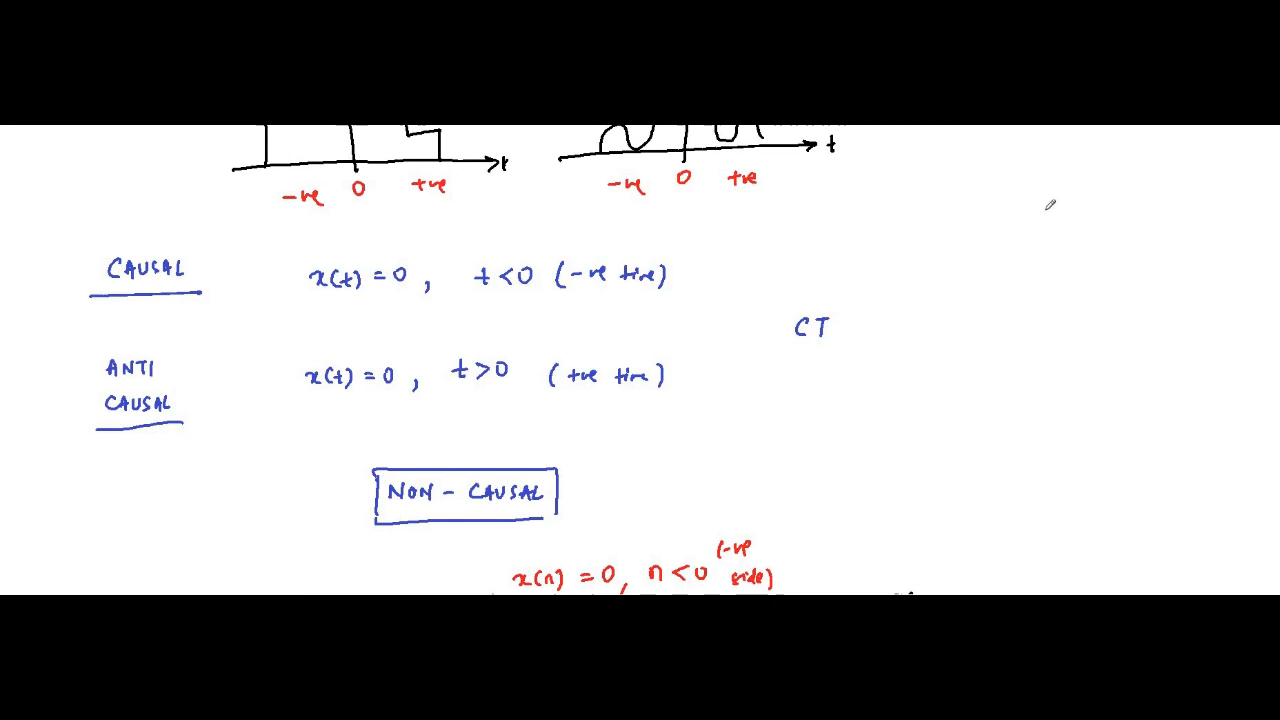 t
t
-ve 0 +ve
-ve 0 +ve
CAUSAL x(t) = 0 , t < 0 (-ve time)
CT
ANTI
CAUSAL x(t) = 0 , t > 0 (+ve time)
NON - CAUSAL
x(n) = 0, n < 0 (-ve
side)